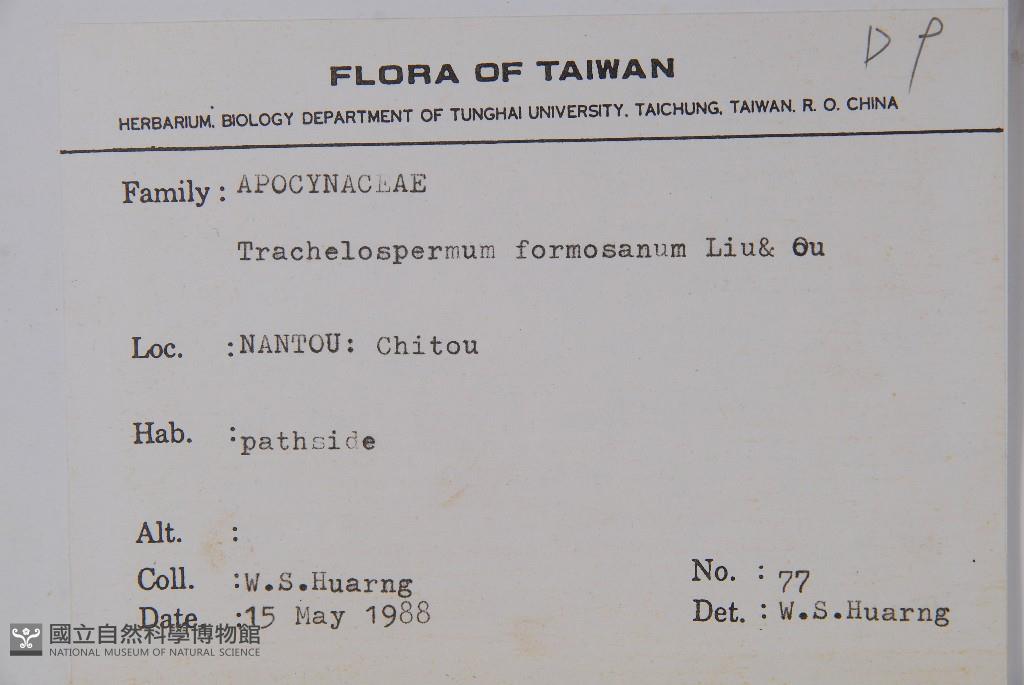 D P
FLORA OF TAIWAN
HERBARIUM, BIOLOGY DEPARTMENT OF TUNGHAI UNIVERSITY, TAICHUNG, TAIWAN. R. O. CHINA
Family : APOCYNACEAE
Trachelospermum formosanum Liu& Ou
Loc. :NANTOU: Chitou
Hab. :pathside
Alt. :
Coll. :W.S.Huarng No. : 77
Date :15 May 1988 Det. : W.S.Huarng
國立自然科學博物館
NATIONAL MUSEUM OF NATURAL SCIENCE